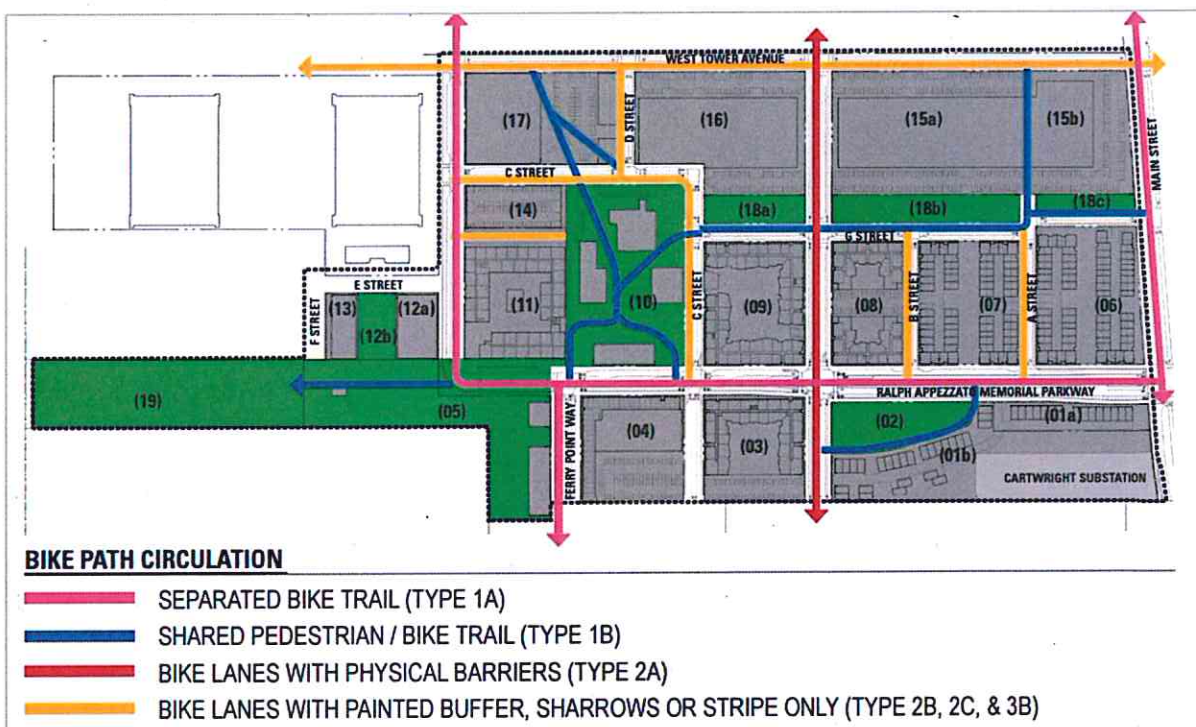 WEST TOWER AVENUE
(17)
D STREET
(16)
(15a)
(15b)
MAIN STREET
C STREET
(14)
(18a)
(18b)
(18c)
G STREET
E STREET
F STREET
(13)
(12a)
(12b)
(11)
(10)
C STREET
(09)
(08)
B STREET
(07)
A STREET
(06)
(19)
(05)
RALPH APPEZZATO MEMORIAL PARKWAY
FERRY POINT WAY
(04)
(03)
(02)
(01a)
(01b)
CARTWRIGHT SUBSTATION
BIKE PATH CIRCULATION
SEPARATED BIKE TRAIL (TYPE 1A)
SHARED PEDESTRIAN / BIKE TRAIL (TYPE 1B)
BIKE LANES WITH PHYSICAL BARRIERS (TYPE 2A)
BIKE LANES WITH PAINTED BUFFER, SHARROWS OR STRIPE ONLY (TYPE 2B, 2C, & 3B)